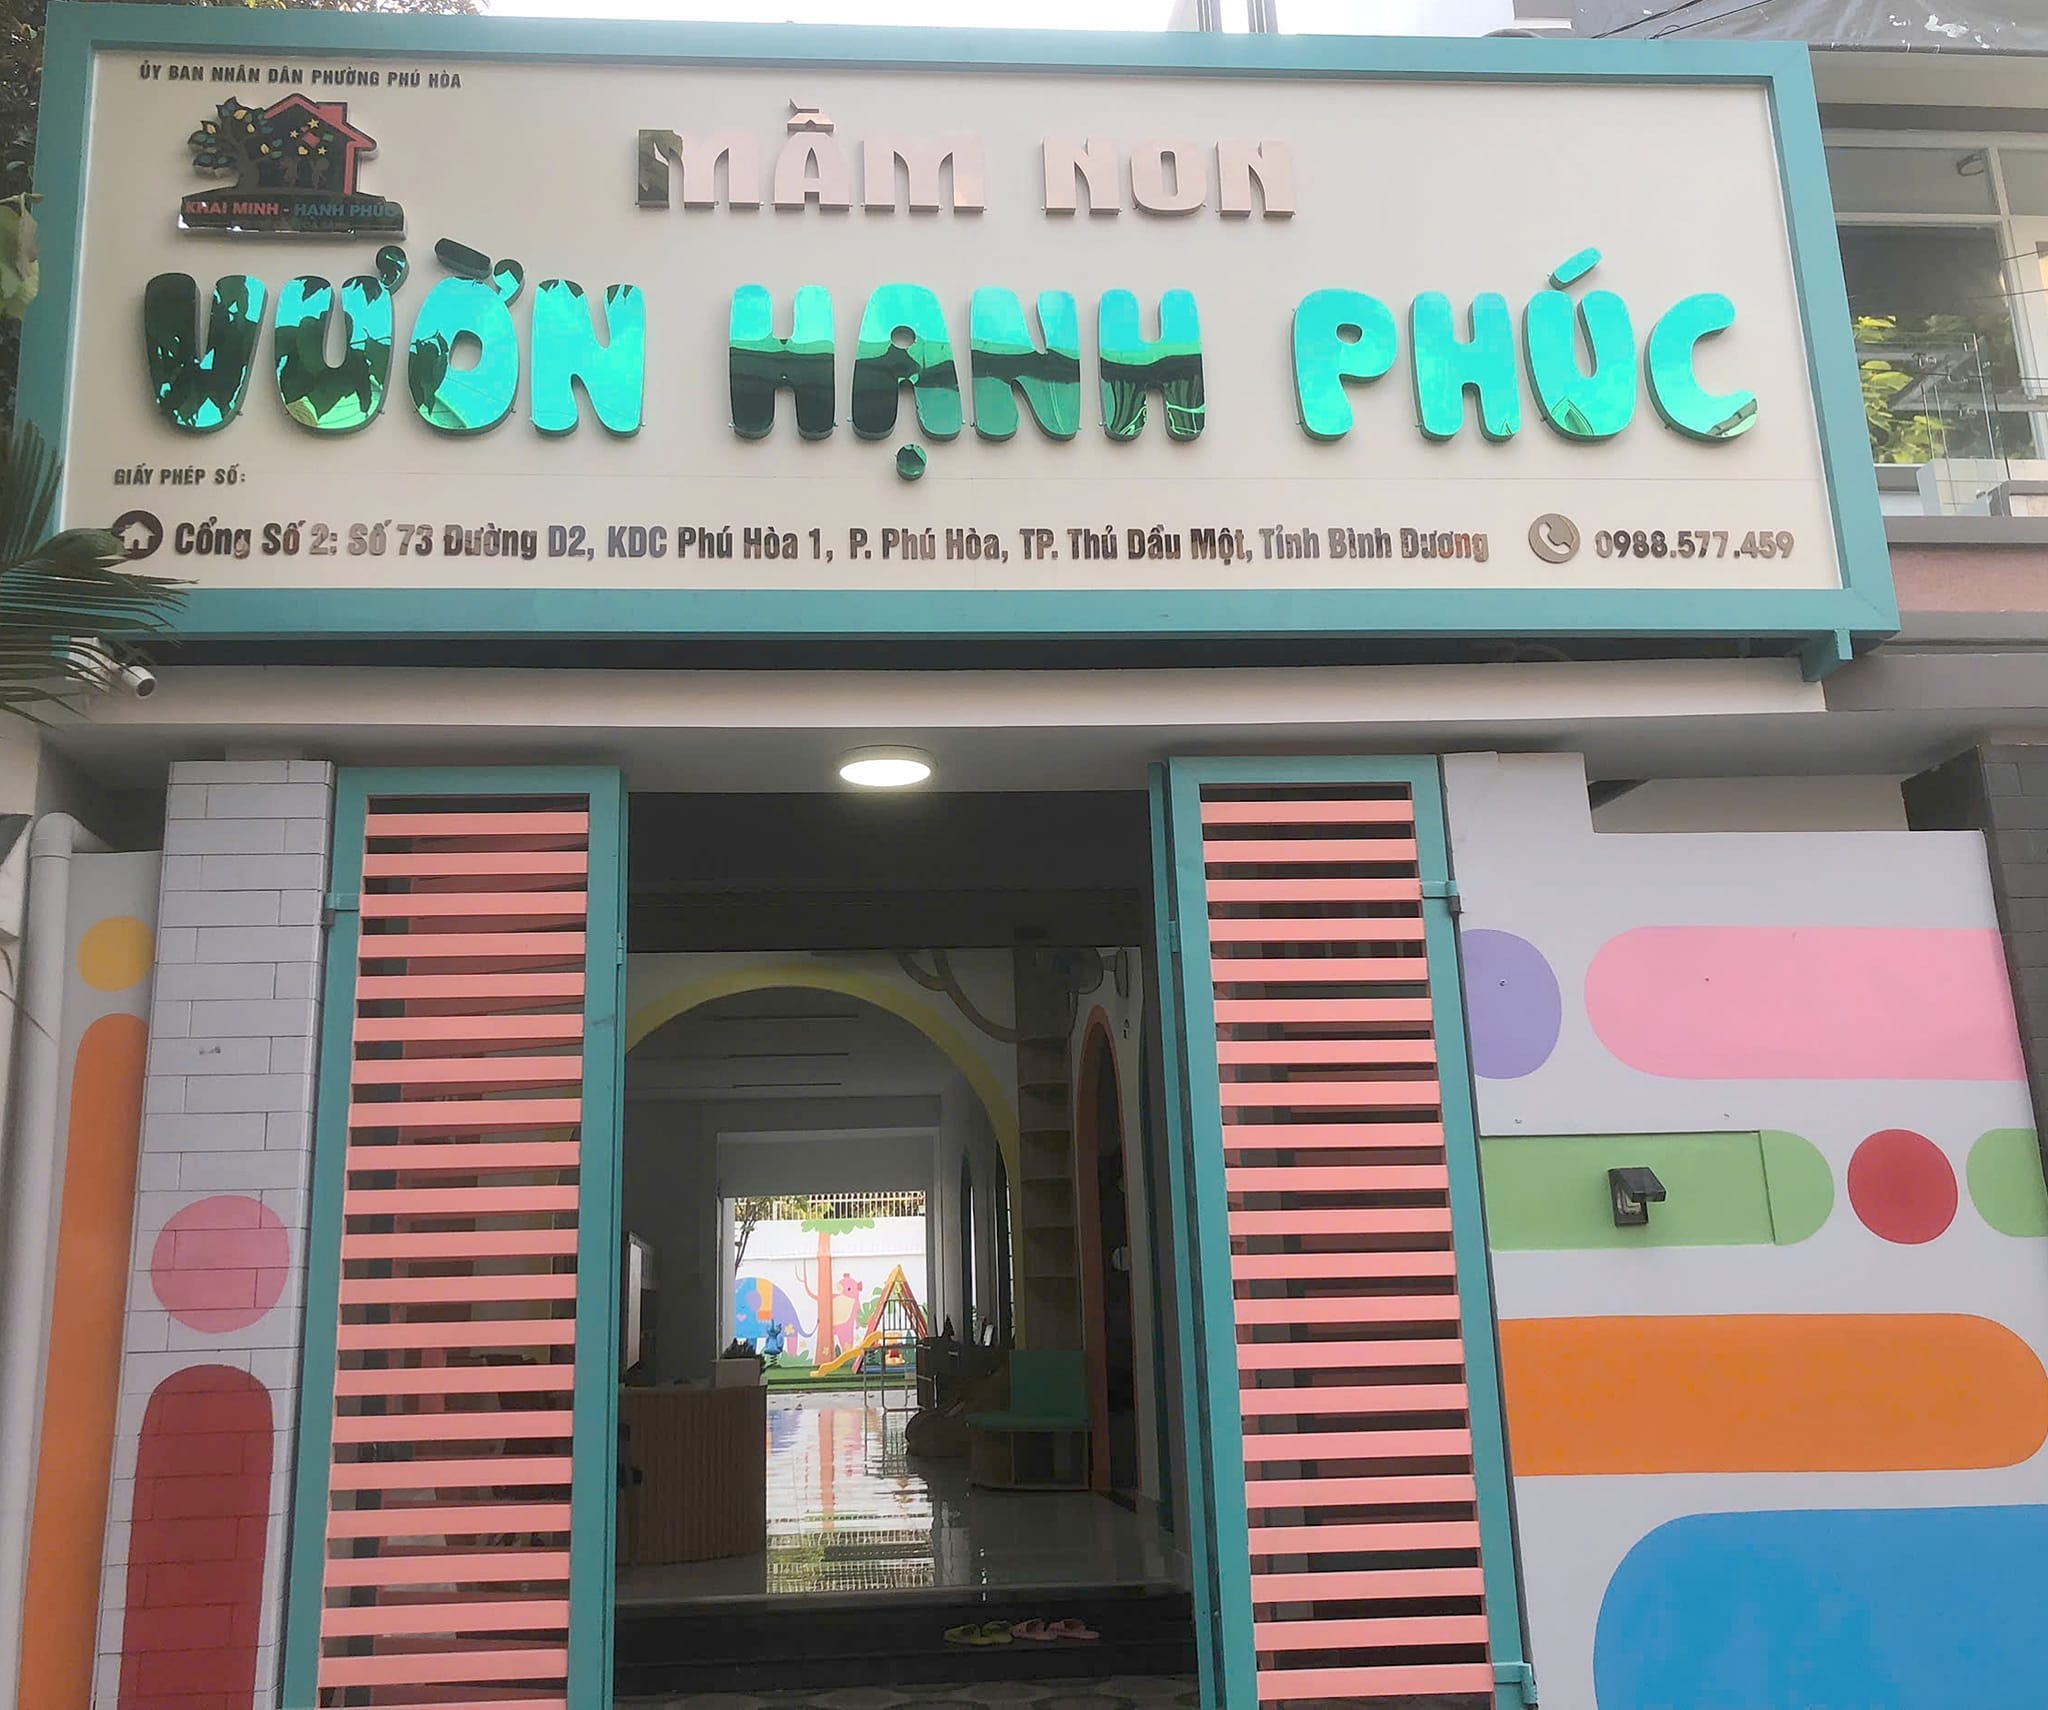 ỦY BAN NHÂN DÂN PHƯỜNG PHÚ HÒA
KHAI MINH - HẠNH PHÚC
MẦM NON
VƯỜN HẠNH PHÚC
GIẤY PHÉP SỐ:
Cổng Số 2: Số 73 Đường D2, KDC Phú Hòa 1, P. Phú Hòa, TP. Thủ Dầu Một, Tỉnh Bình Dương
0988.577.459